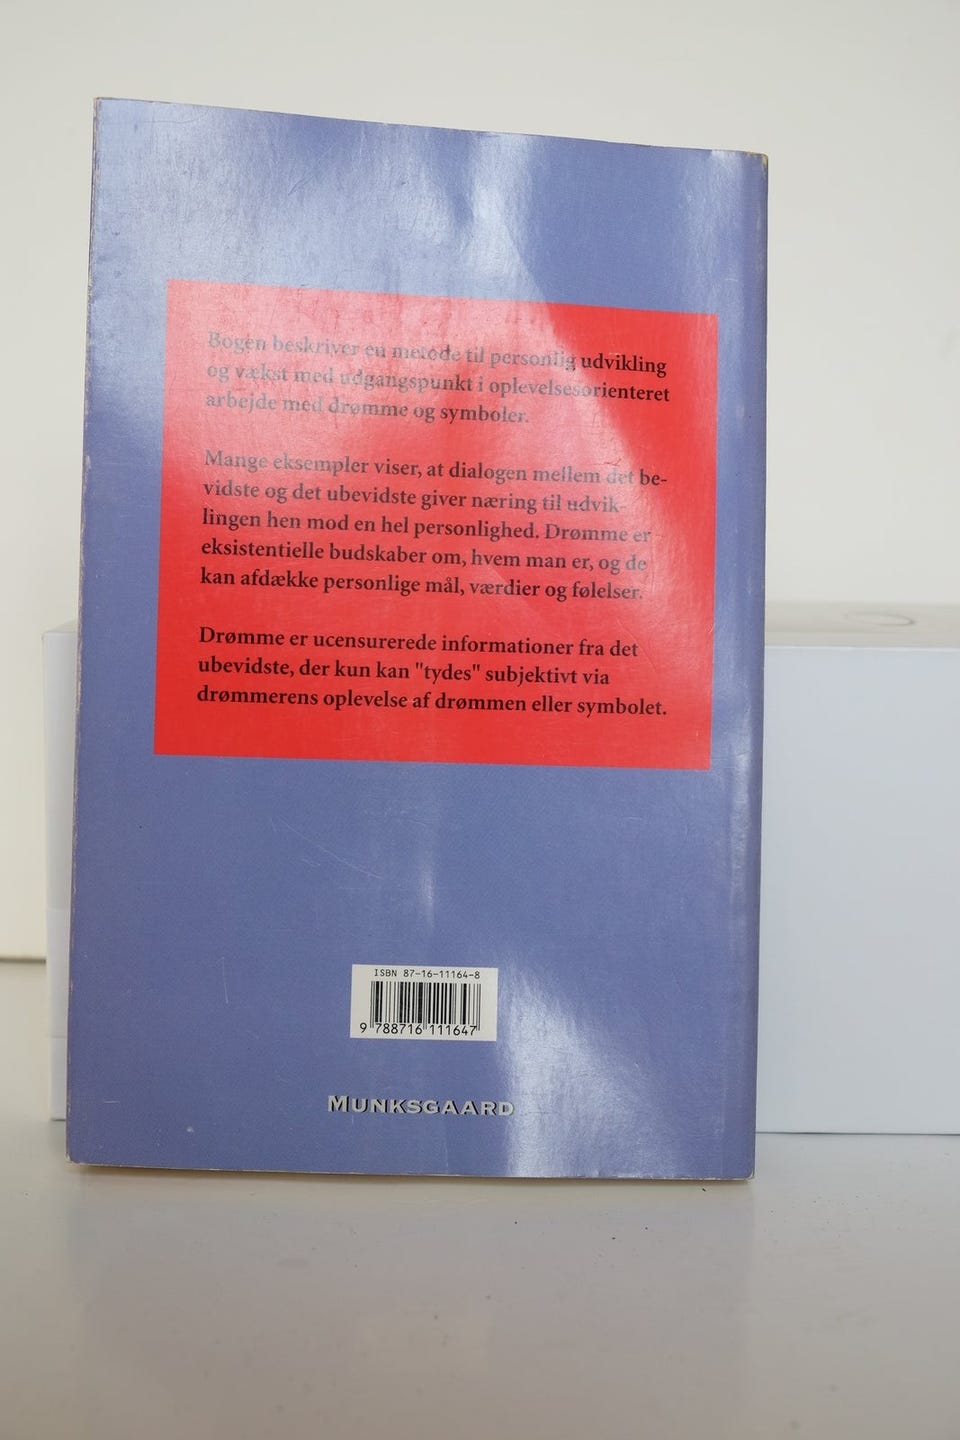 Bogen beskriver en metode til personlig udvikling
og vækst med udgangspunkt i oplevelsesorienteret
arbejde med drømme og symboler.
Mange eksempler viser, at dialogen mellem det be-
vidste og det ubevidste giver næring til udvik-
lingen hen mod en hel personlighed. Drømme er
eksistentielle budskaber om, hvem man er, og de
kan afdække personlige mål, værdier og følelser.
Drømme er ucensurerede informationer fra det
ubevidste, der kun kan "tydes" subjektivt via
drømmerens oplevelse af drømmen eller symbolet.
ISBN 87-16-11164-8
9 788716 111647
MUNKSGAARD